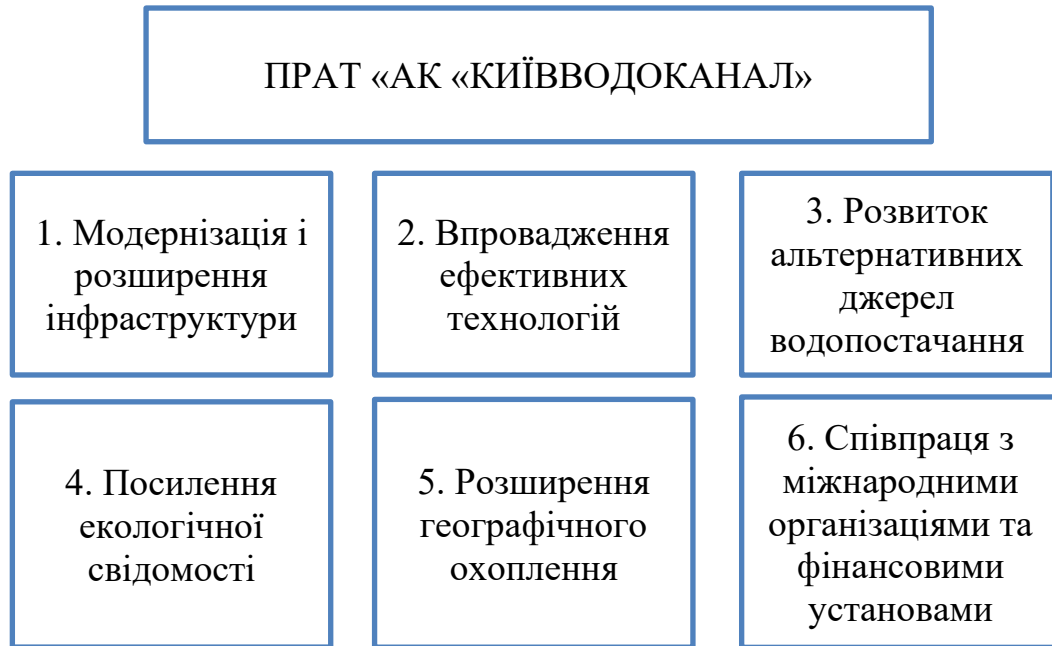 ПРАТ «АК «КИЇВВОДОКАНАЛ»
1. Модернізація і
розширення
інфраструктури
2. Впровадження
ефективних
технологій
3. Розвиток
альтернативних
джерел
водопостачання
4. Посилення
екологічної
свідомості
5. Розширення
географічного
охоплення
6. Співпраця з
міжнародними
організаціями та
фінансовими
установами